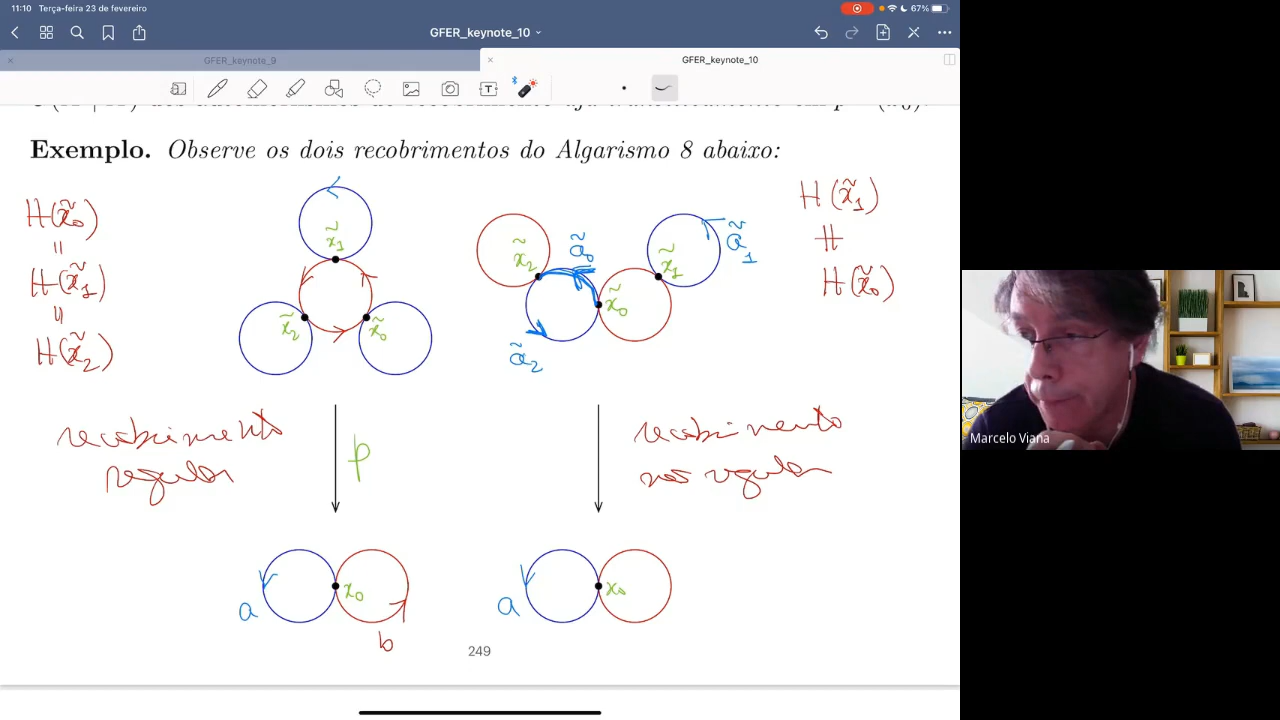 11:10 Terça-feira 23 de fevereiro
67%
GFER_keynote_10
GFER_keynote_9
GFER_keynote_10
Exemplo. Observe os dois recobrimentos do Algarismo 8 abaixo:
H(x̃₀)
=
H(x̃₁)
=
H(x̃₂)
x̃₁
x̃₂
x̃₀
x̃₂
ã₀
x̃₁
ã₁
x̃₀
ã₂
H(x̃₁)
≠
H(x̃₀)
recobrimento
regular
p
recobrimento
não regular
a
x₀
b
a
x₀
249
Marcelo Viana